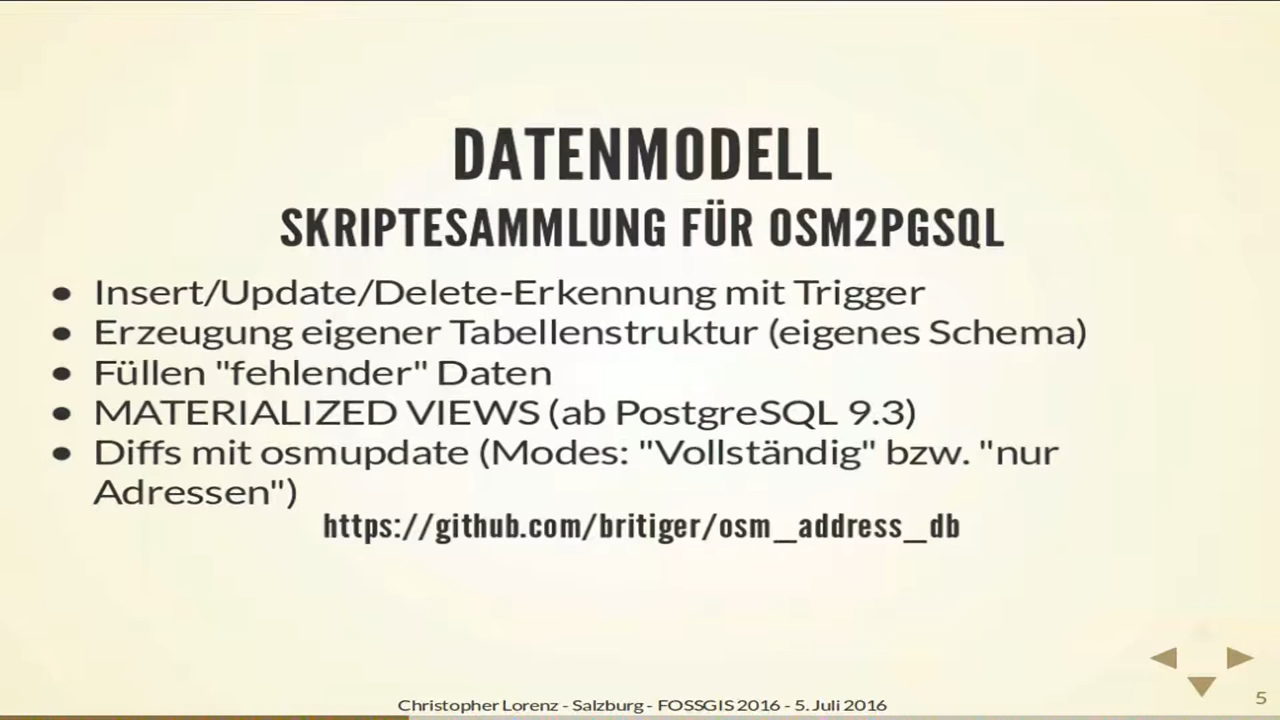 DATENMODELL
SKRIPTESAMMLUNG FÜR OSM2PGSQL
• Insert/Update/Delete-Erkennung mit Trigger
• Erzeugung eigener Tabellenstruktur (eigenes Schema)
• Füllen "fehlender" Daten
• MATERIALIZED VIEWS (ab PostgreSQL 9.3)
• Diffs mit osmupdate (Modes: "Vollständig" bzw. "nur
Adressen")
https://github.com/britiger/osm_address_db
Christopher Lorenz - Salzburg - FOSSGIS 2016 - 5. Juli 2016
5